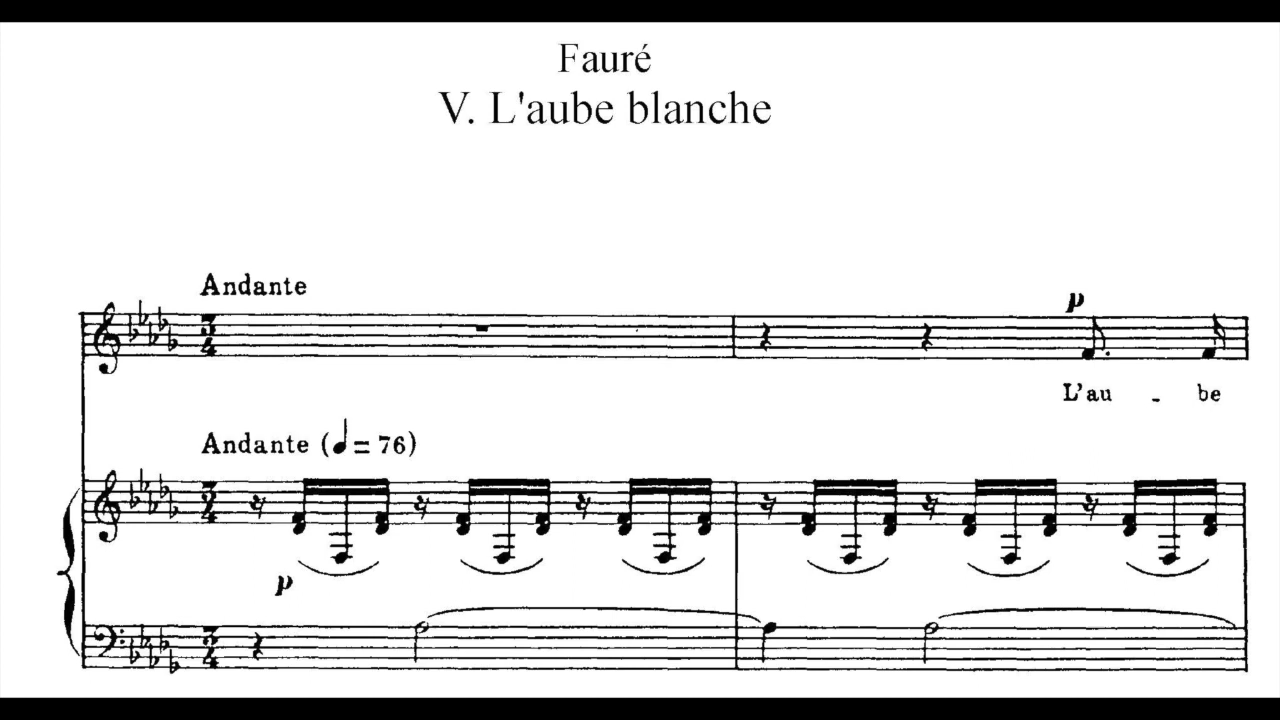 Fauré
V. L'aube blanche
Andante
p
L'au - be
Andante (♩= 76)
p